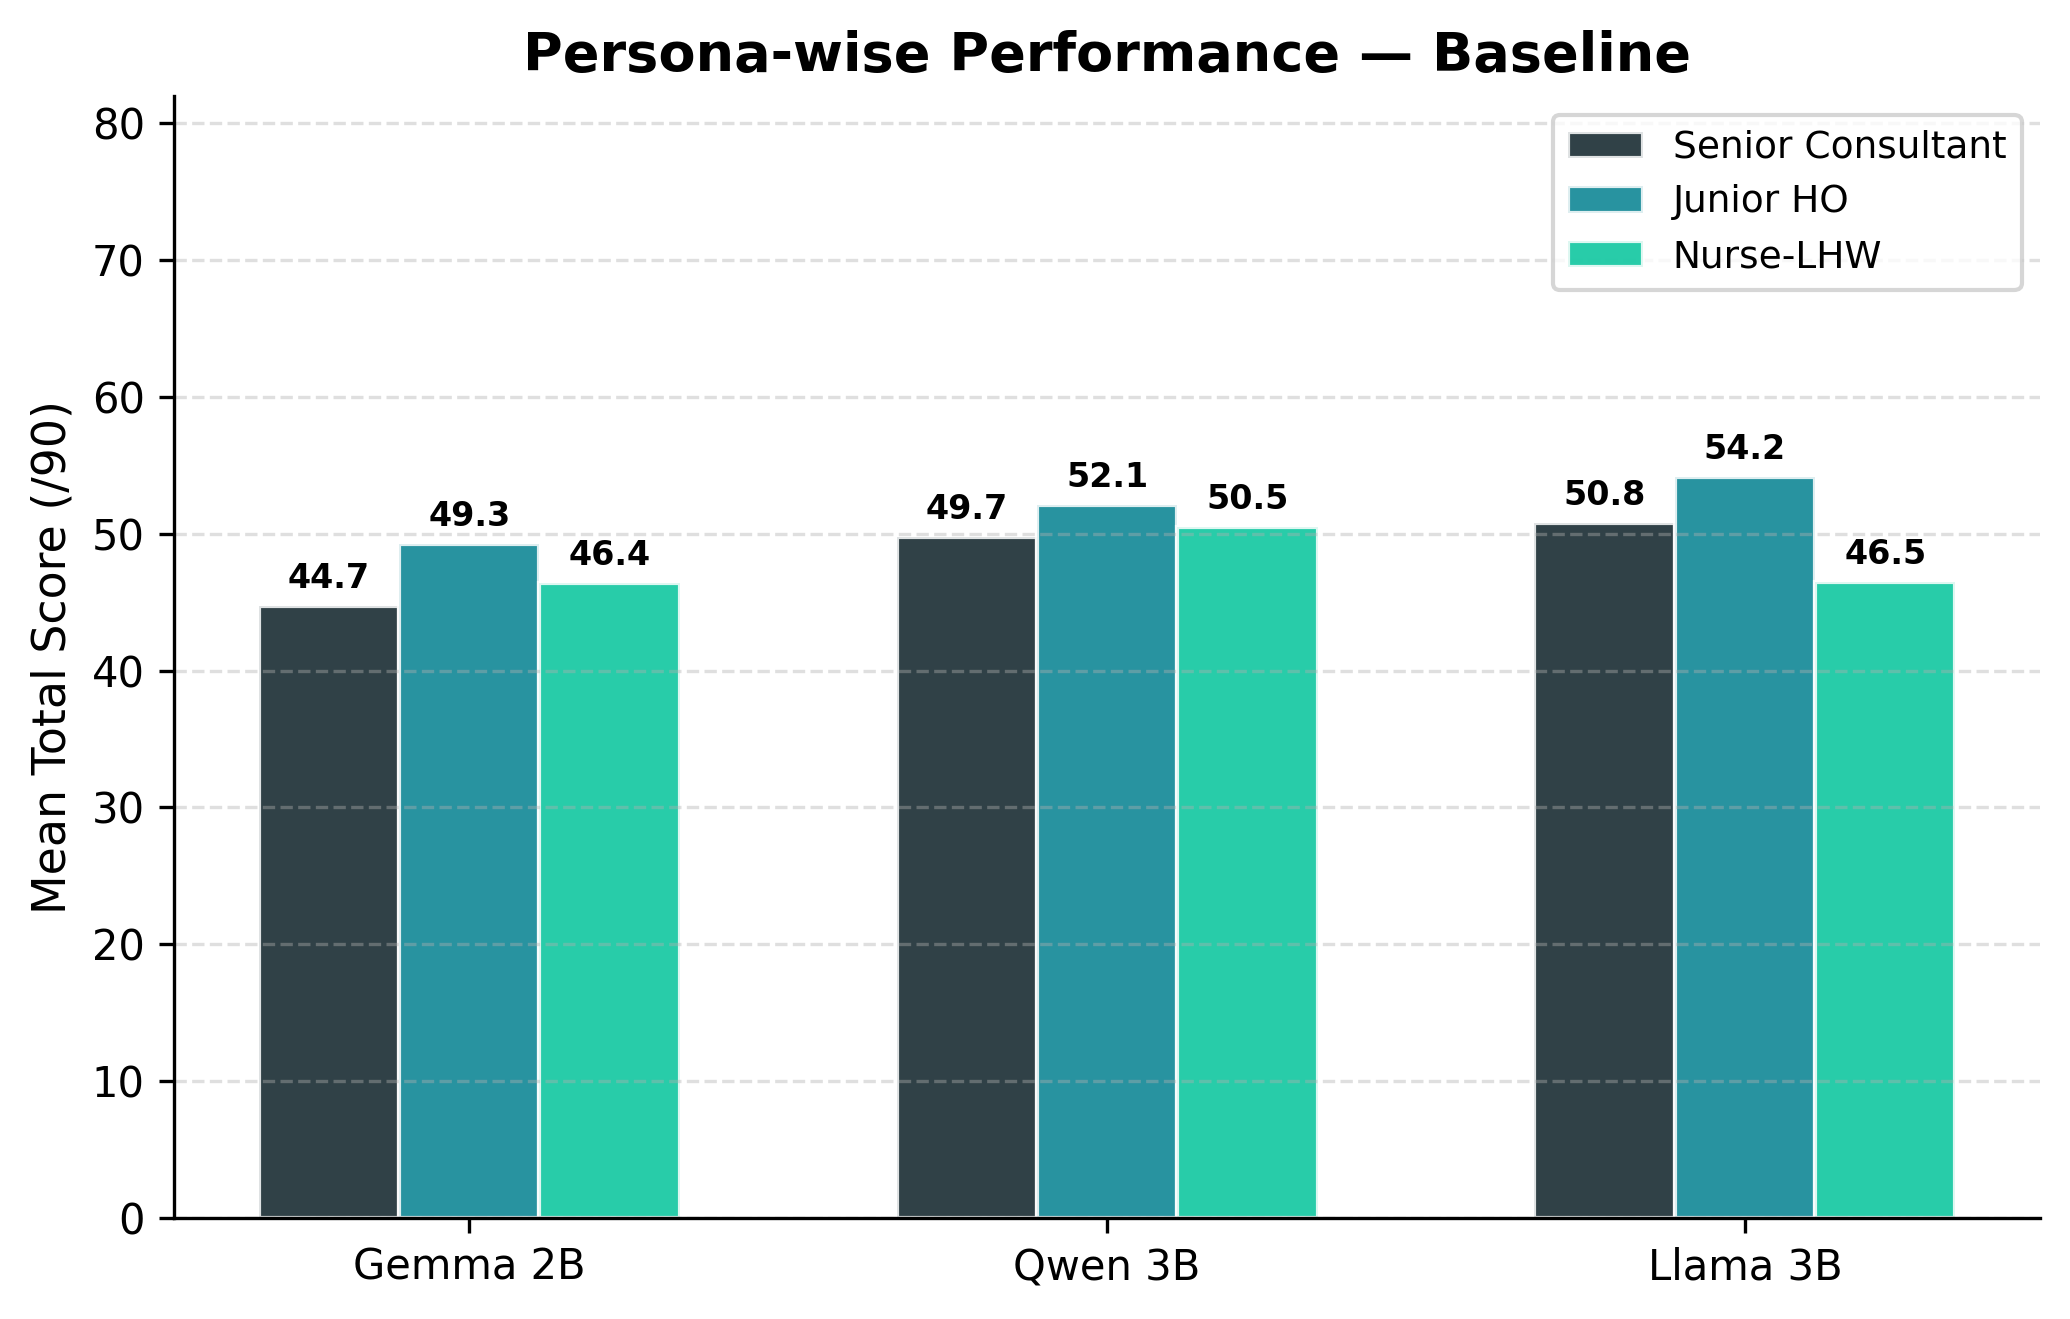 Persona-wise Performance — Baseline
Mean Total Score (/90)
80
70
60
50
40
30
20
10
0
Senior Consultant
Junior HO
Nurse-LHW
44.7
49.3
46.4
49.7
52.1
50.5
50.8
54.2
46.5
Gemma 2B
Qwen 3B
Llama 3B